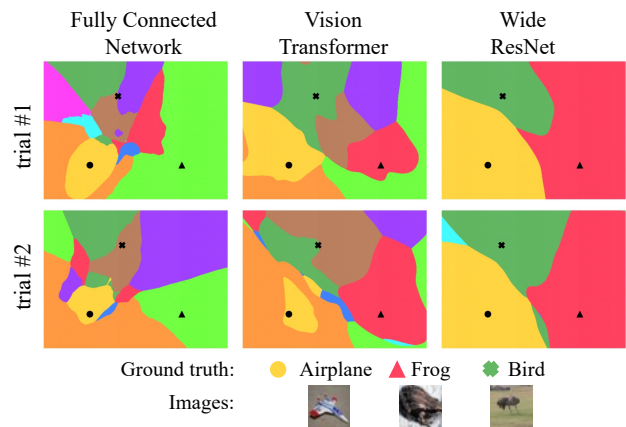 Fully Connected Network
Vision Transformer
Wide ResNet
trial #1
trial #2
Ground truth: Airplane Frog Bird
Images: